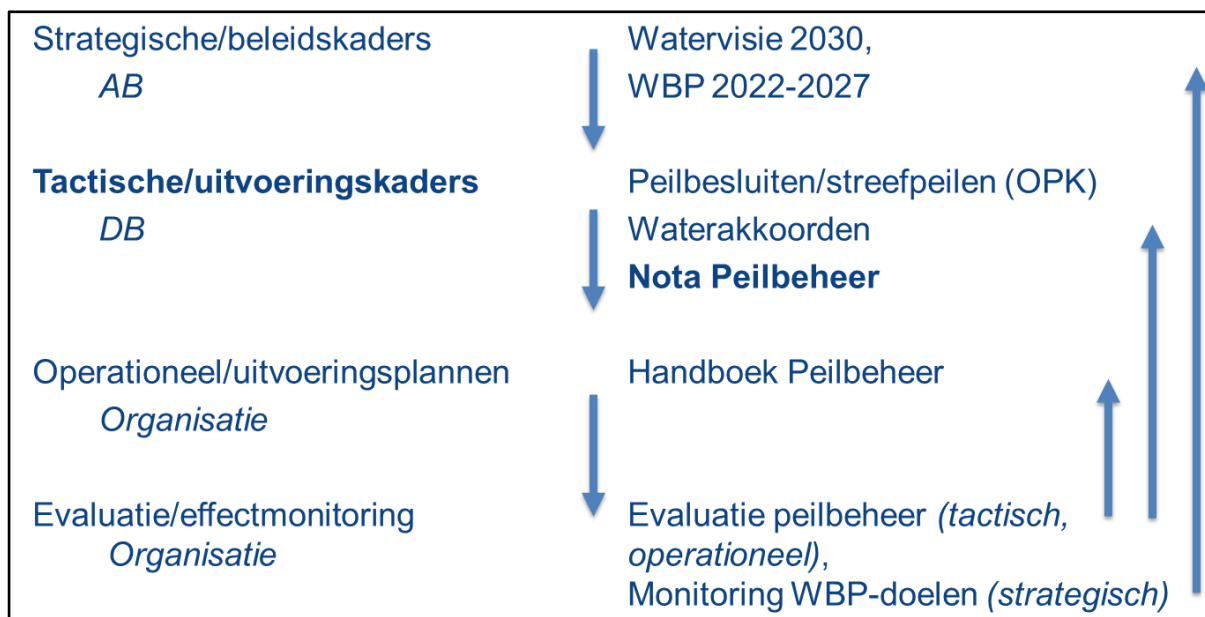 Strategische/beleidskaders
AB
Watervisie 2030,
WBP 2022-2027
Tactische/uitvoeringskaders
DB
Peilbesluiten/streefpeilen (OPK)
Waterakkoorden
Nota Peilbeheer
Operationeel/uitvoeringsplannen
Organisatie
Handboek Peilbeheer
Evaluatie/effectmonitoring
Organisatie
Evaluatie peilbeheer (tactisch,
operationeel),
Monitoring WBP-doelen (strategisch)